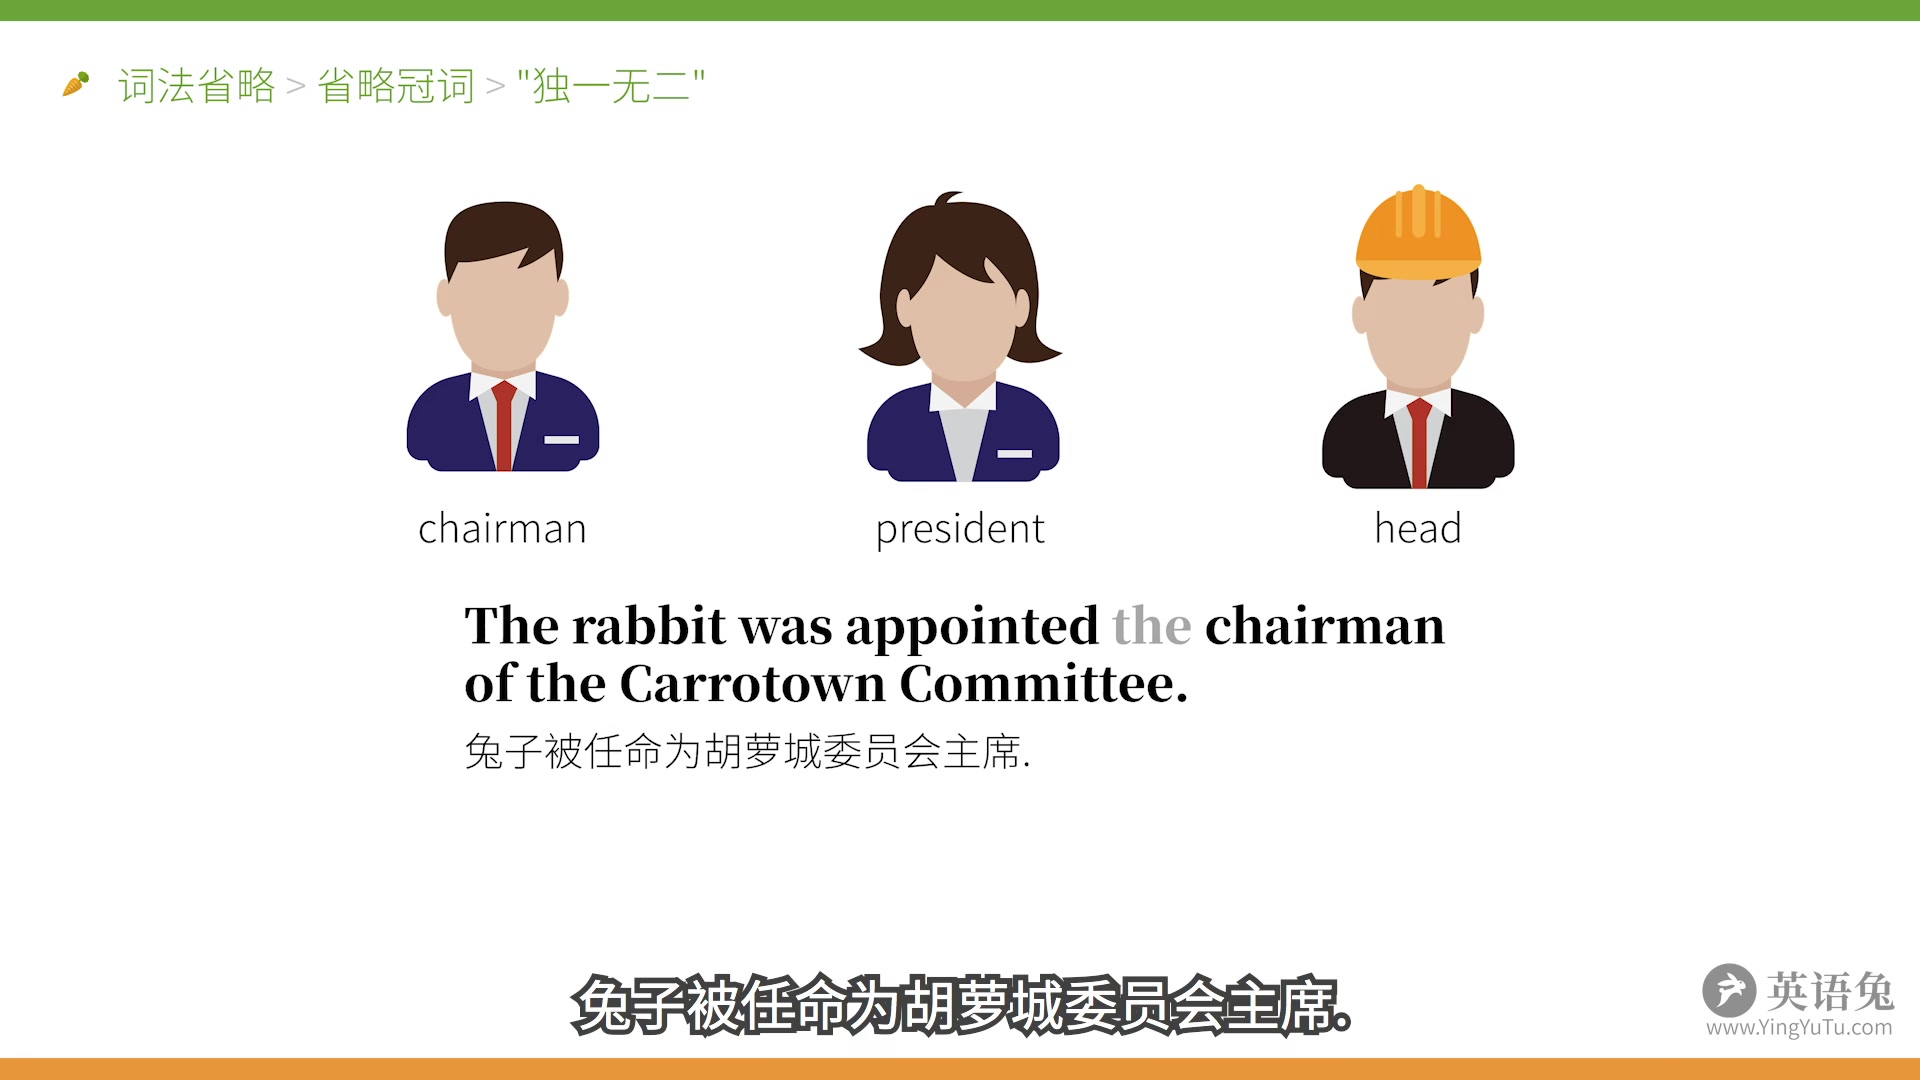 词法省略 > 省略冠词 > "独一无二"
chairman
president
head
The rabbit was appointed the chairman
of the Carrotown Committee.
兔子被任命为胡萝城委员会主席.
兔子被任命为胡萝城委员会主席.
英语兔
www.YingYuTu.com